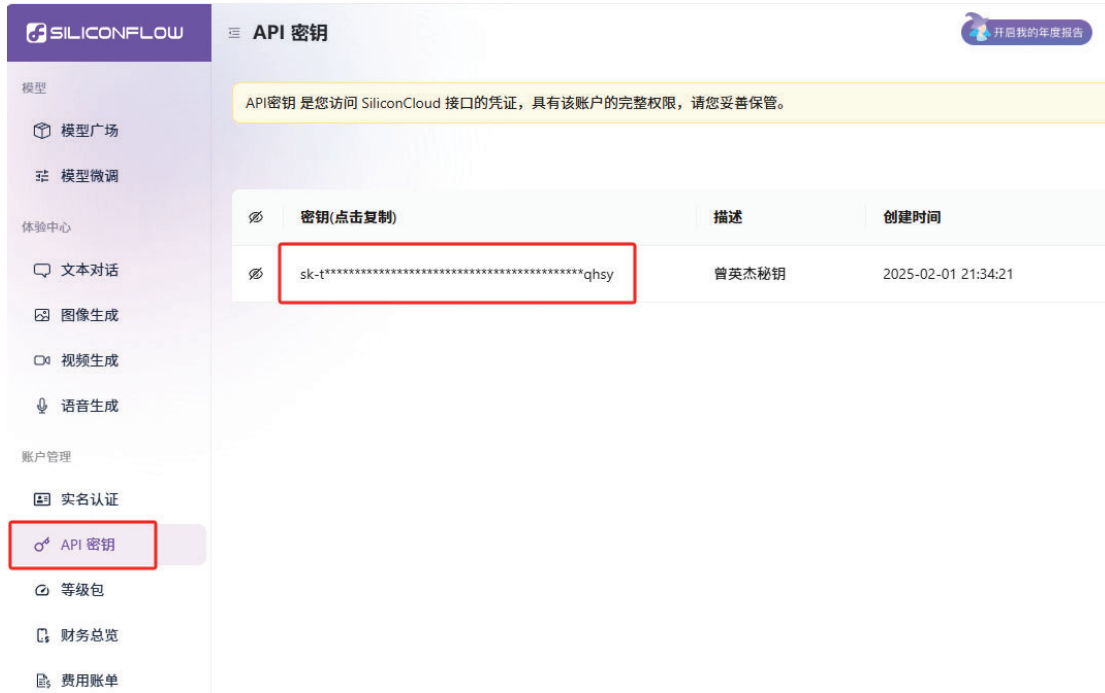 SILICONFLOW
API 密钥
开启我的年度报告
模型
模型广场
模型微调
体验中心
文本对话
图像生成
视频生成
语音生成
账户管理
实名认证
API 密钥
等级包
财务总览
费用账单
API密钥 是您访问 SiliconCloud 接口的凭证，具有该账户的完整权限，请您妥善保管。
密钥(点击复制) 描述 创建时间
sk-t********************************************qhsy 曾英杰秘钥 2025-02-01 21:34:21